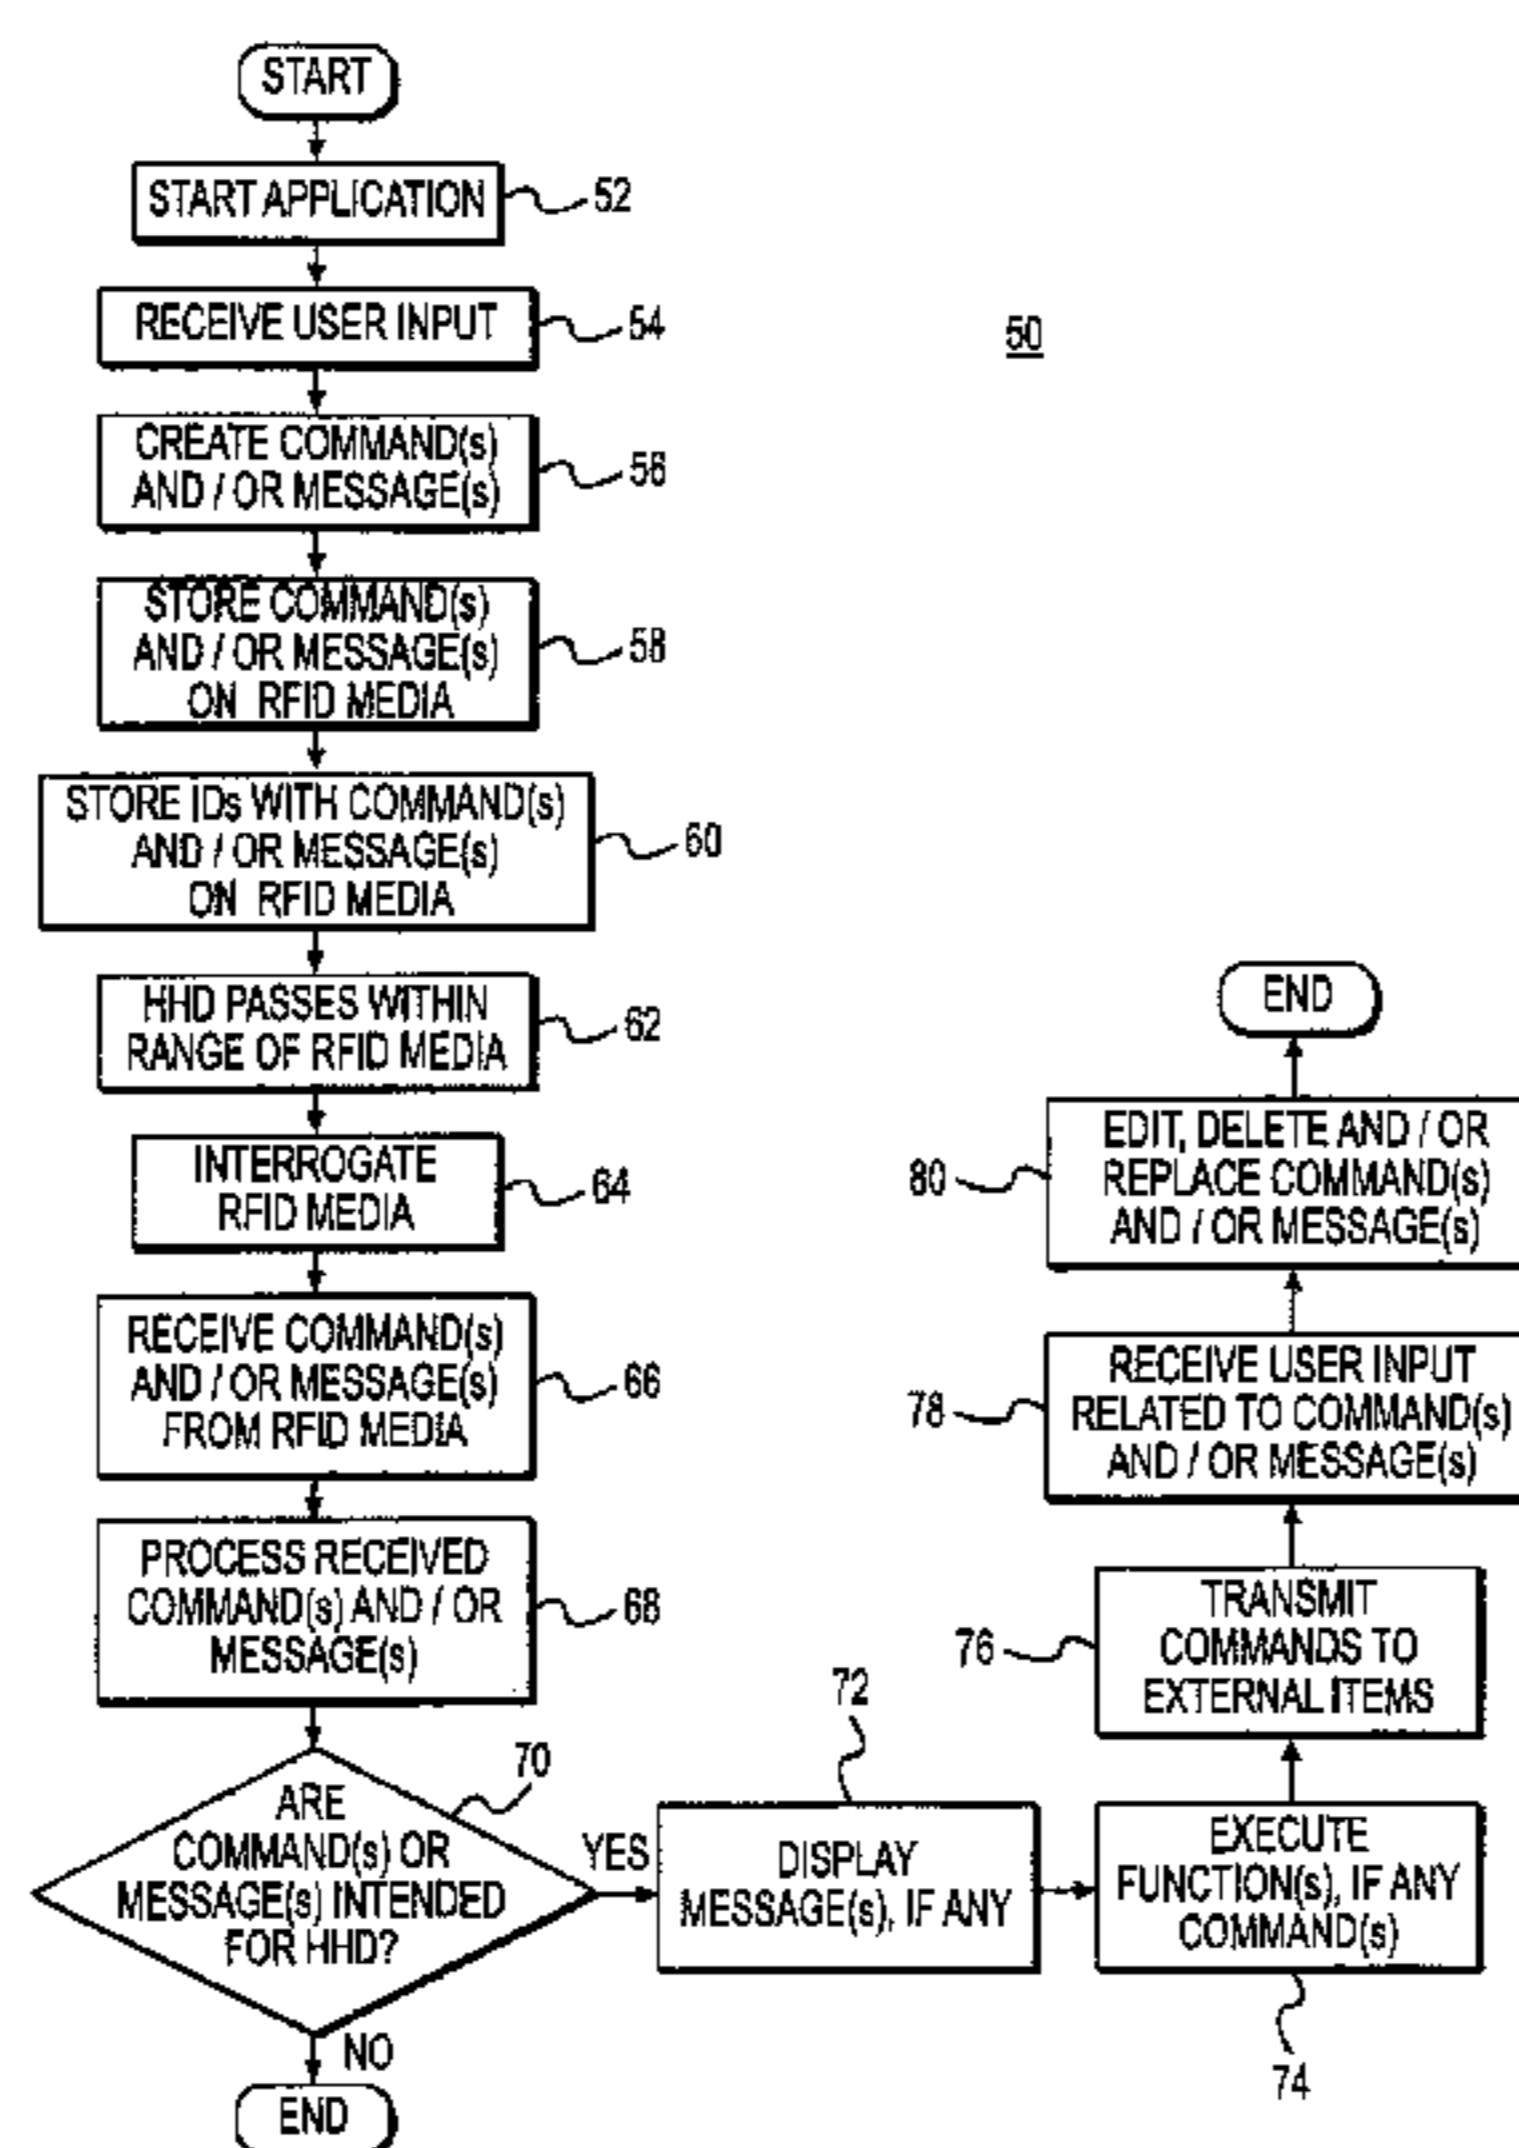 START
START APPLICATION
52
RECEIVE USER INPUT
54
50
CREATE COMMAND(s)
AND / OR MESSAGE(s)
56
STORE COMMAND(s)
AND / OR MESSAGE(s)
ON RFID MEDIA
58
STORE IDs WITH COMMAND(s)
AND / OR MESSAGE(s)
ON RFID MEDIA
60
HHD PASSES WITHIN
RANGE OF RFID MEDIA
62
INTERROGATE
RFID MEDIA
64
RECEIVE COMMAND(s)
AND / OR MESSAGE(s)
FROM RFID MEDIA
66
PROCESS RECEIVED
COMMAND(s) AND / OR
MESSAGE(s)
68
ARE
COMMAND(s) OR
MESSAGE(s) INTENDED
FOR HHD?
70
NO
END
YES
DISPLAY
MESSAGE(s), IF ANY
72
EXECUTE
FUNCTION(s), IF ANY
COMMAND(s)
74
TRANSMIT
COMMANDS TO
EXTERNAL ITEMS
76
RECEIVE USER INPUT
RELATED TO COMMAND(s)
AND / OR MESSAGE(s)
78
EDIT, DELETE AND / OR
REPLACE COMMAND(s)
AND / OR MESSAGE(s)
80
END